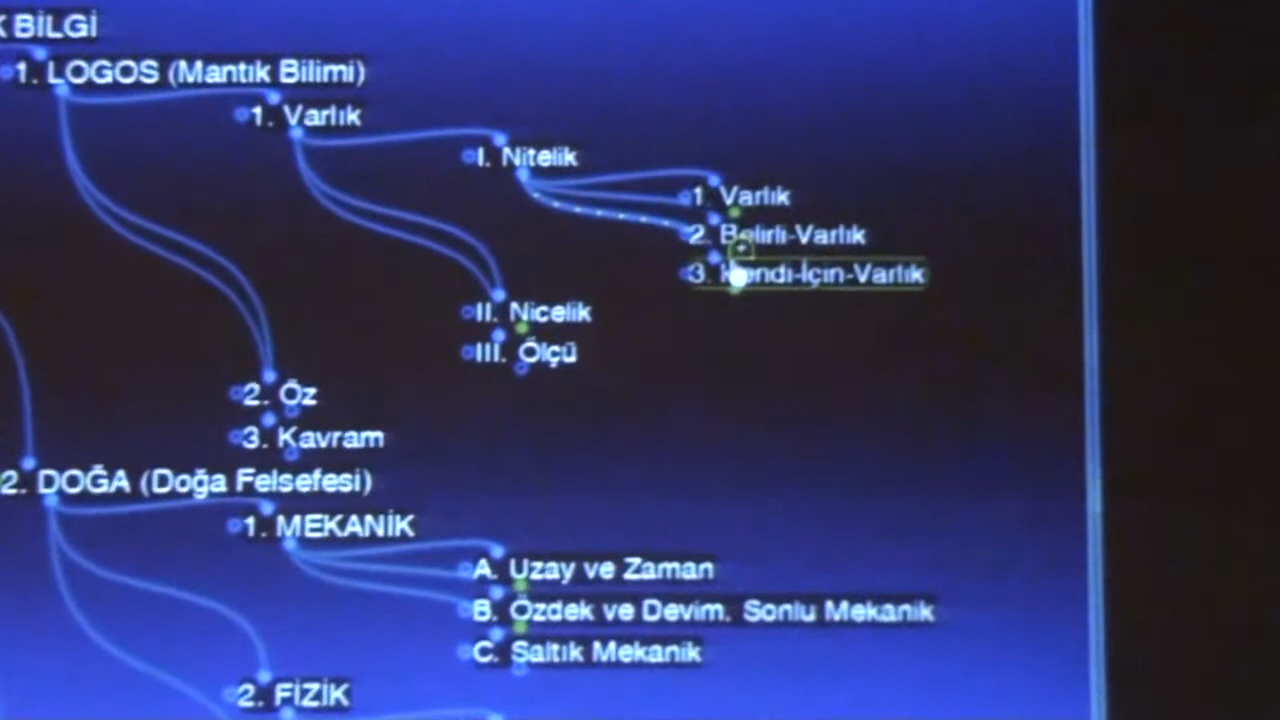 K BİLGİ
1. LOGOS (Mantık Bilimi)
1. Varlık
I. Nitelik
1. Varlık
2. Belirli-Varlık
3. Kendi-İçin-Varlık
II. Nicelik
III. Ölçü
2. Öz
3. Kavram
2. DOĞA (Doğa Felsefesi)
1. MEKANİK
A. Uzay ve Zaman
B. Özdek ve Devim. Sonlu Mekanik
C. Saltık Mekanik
2. FİZİK